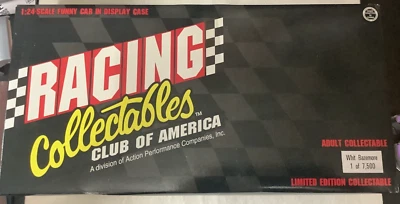 1:24 SCALE FUNNY CAR IN DISPLAY CASE
RACING
Collectables™
CLUB OF AMERICA
A division of Action Performance Companies, Inc.
ADULT COLLECTABLE
Whit Bazemore
1 of 7,500
LIMITED EDITION COLLECTABLE